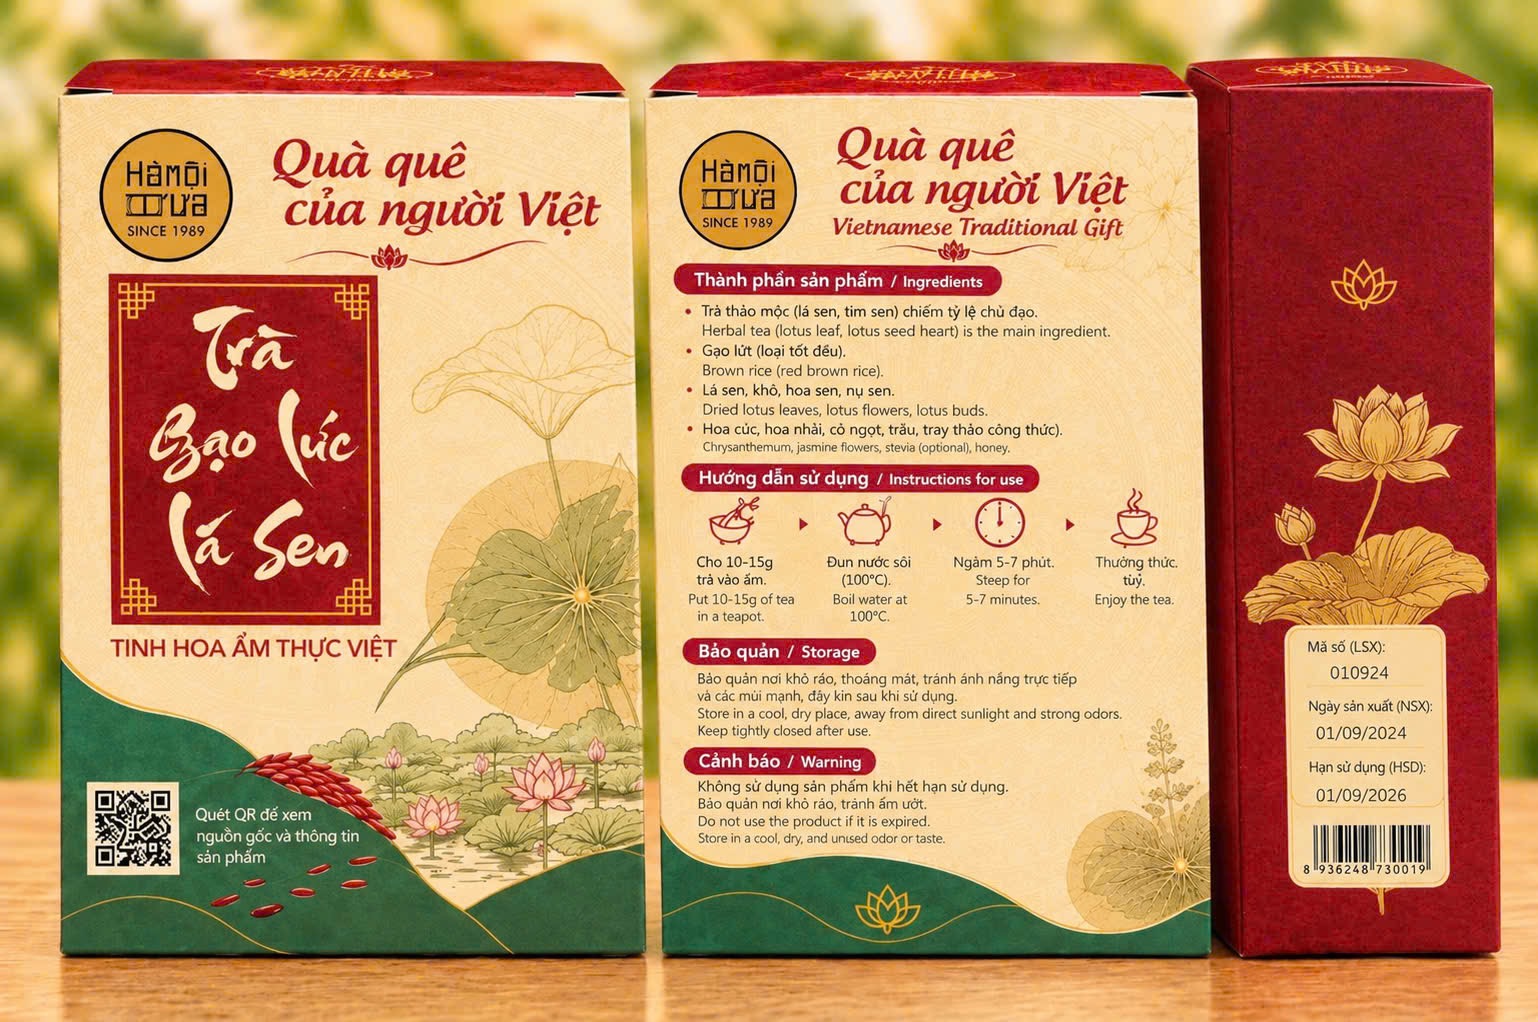 Hàmội
ưa
SINCE 1989
Quà quê
của người Việt
Trà
Gạo lức
lá Sen
TINH HOA ẨM THỰC VIỆT
Quét QR để xem
nguồn gốc và thông tin
sản phẩm
Hàmội
ưa
SINCE 1989
Quà quê
của người Việt
Vietnamese Traditional Gift
Thành phần sản phẩm / Ingredients
• Trà thảo mộc (lá sen, tim sen) chiếm tỷ lệ chủ đạo.
Herbal tea (lotus leaf, lotus seed heart) is the main ingredient.
• Gạo lứt (loại tốt đều).
Brown rice (red brown rice).
• Lá sen, khô, hoa sen, nụ sen.
Dried lotus leaves, lotus flowers, lotus buds.
• Hoa cúc, hoa nhài, cỏ ngọt, trău, tray thảo công thức).
Chrysanthemum, jasmine flowers, stevia (optional), honey.
Hướng dẫn sử dụng / Instructions for use
Cho 10-15g
trà vào ấm.
Put 10-15g of tea
in a teapot.
Đun nước sôi
(100°C).
Boil water at
100°C.
Ngâm 5-7 phút.
Steep for
5-7 minutes.
Thưởng thức.
tuỷ.
Enjoy the tea.
Bảo quản / Storage
Bảo quản nơi khô ráo, thoáng mát, tránh ánh nắng trực tiếp
và các mùi mạnh, đây kin sau khi sử dụng.
Store in a cool, dry place, away from direct sunlight and strong odors.
Keep tightly closed after use.
Cảnh báo / Warning
Không sử dụng sản phẩm khi hết hạn sử dụng.
Bảo quản nơi khô ráo, tránh ẩm ướt.
Do not use the product if it is expired.
Store in a cool, dry, and unused odor or taste.
Mã số (LSX):
010924
Ngày sản xuất (NSX):
01/09/2024
Hạn sử dụng (HSD):
01/09/2026
8 936248 730019